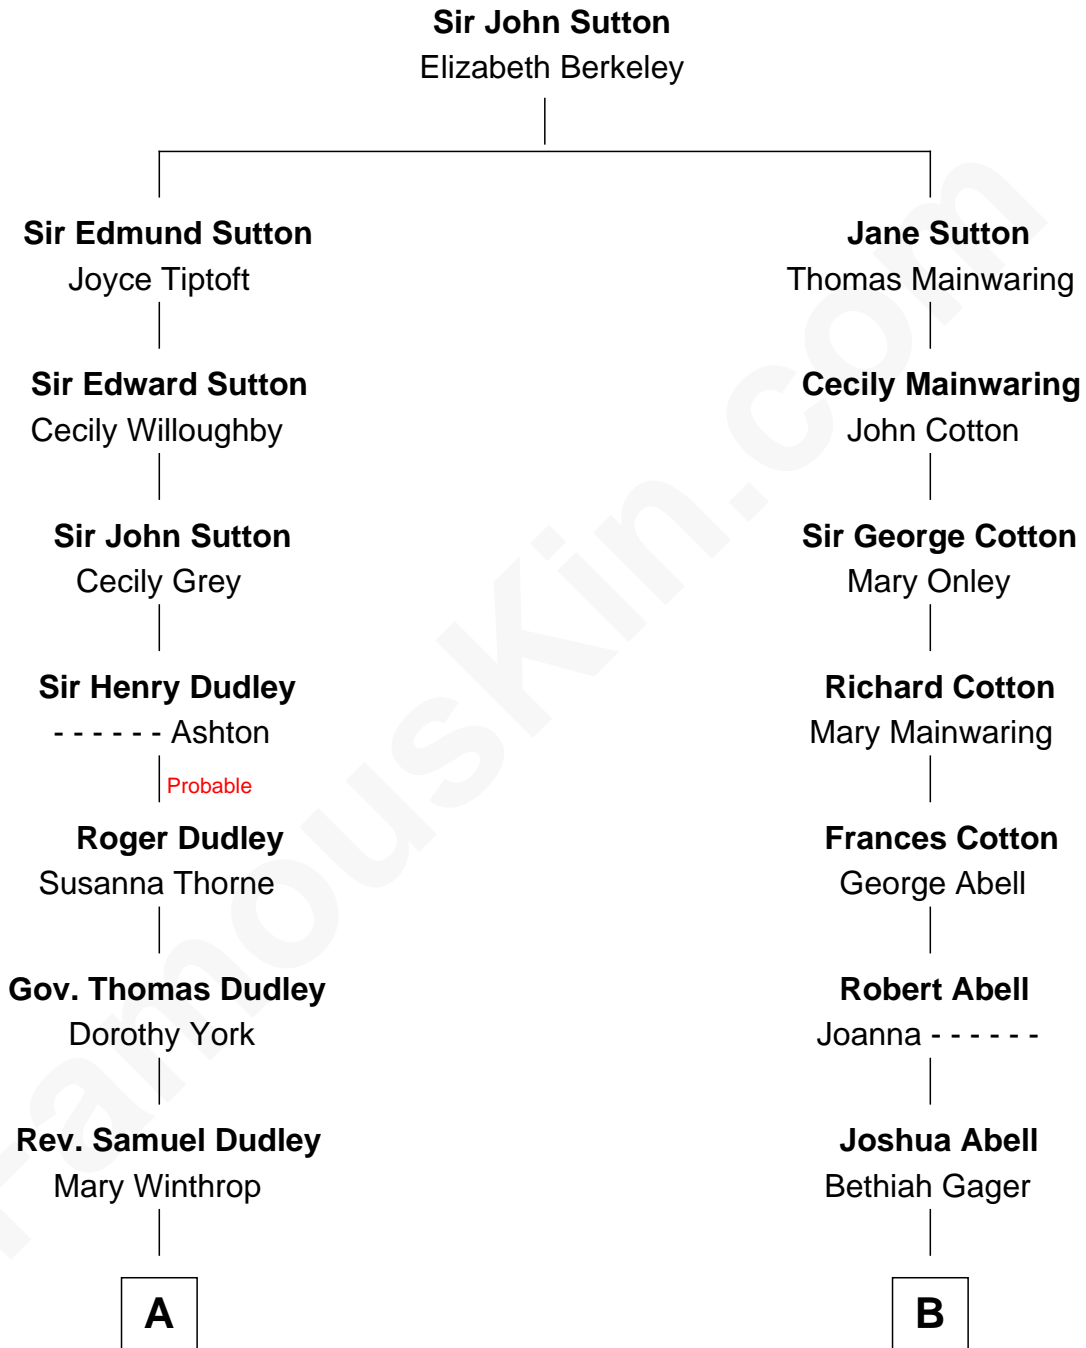 Sir John Sutton
Elizabeth Berkeley
Sir Edmund Sutton
Joyce Tiptoft
Jane Sutton
Thomas Mainwaring
Sir Edward Sutton
Cecily Willoughby
Cecily Mainwaring
John Cotton
Sir John Sutton
Cecily Grey
Sir George Cotton
Mary Onley
Sir Henry Dudley
- - - - - - Ashton
Probable
Richard Cotton
Mary Mainwaring
Roger Dudley
Susanna Thorne
Frances Cotton
George Abell
Gov. Thomas Dudley
Dorothy York
Robert Abell
Joanna - - - - - -
Rev. Samuel Dudley
Mary Winthrop
Joshua Abell
Bethiah Gager
A
B
FamousKin.com